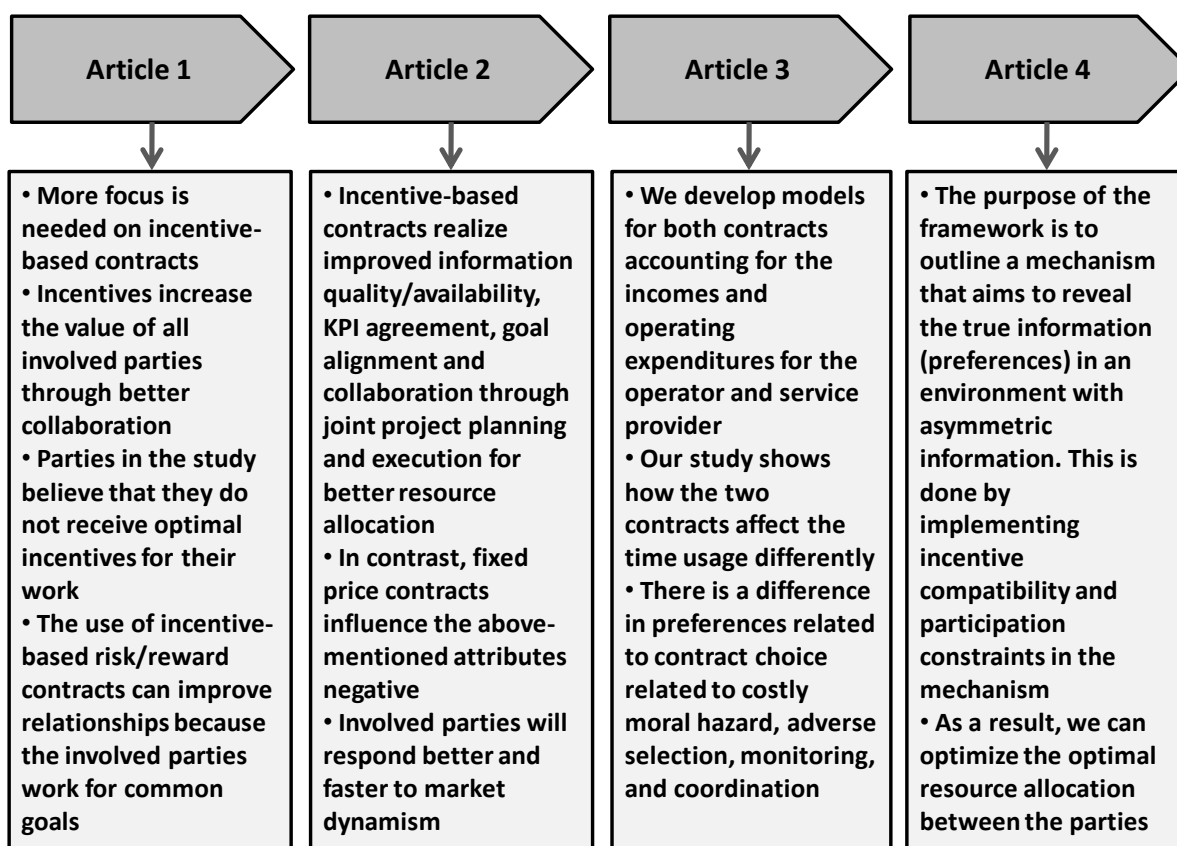 Article 1
Article 2
Article 3
Article 4
• More focus is
needed on incentive-
based contracts
• Incentives increase
the value of all
involved parties
through better
collaboration
• Parties in the study
believe that they do
not receive optimal
incentives for their
work
• The use of incentive-
based risk/reward
contracts can improve
relationships because
the involved parties
work for common
goals
• Incentive-based
contracts realize
improved information
quality/availability,
KPI agreement, goal
alignment and
collaboration through
joint project planning
and execution for
better resource
allocation
• In contrast, fixed
price contracts
influence the above-
mentioned attributes
negative
• Involved parties will
respond better and
faster to market
dynamism
• We develop models
for both contracts
accounting for the
incomes and
operating
expenditures for the
operator and service
provider
• Our study shows
how the two
contracts affect the
time usage differently
• There is a difference
in preferences related
to contract choice
related to costly
moral hazard, adverse
selection, monitoring,
and coordination
• The purpose of the
framework is to
outline a mechanism
that aims to reveal
the true information
(preferences) in an
environment with
asymmetric
information. This is
done by
implementing
incentive
compatibility and
participation
constraints in the
mechanism
• As a result, we can
optimize the optimal
resource allocation
between the parties